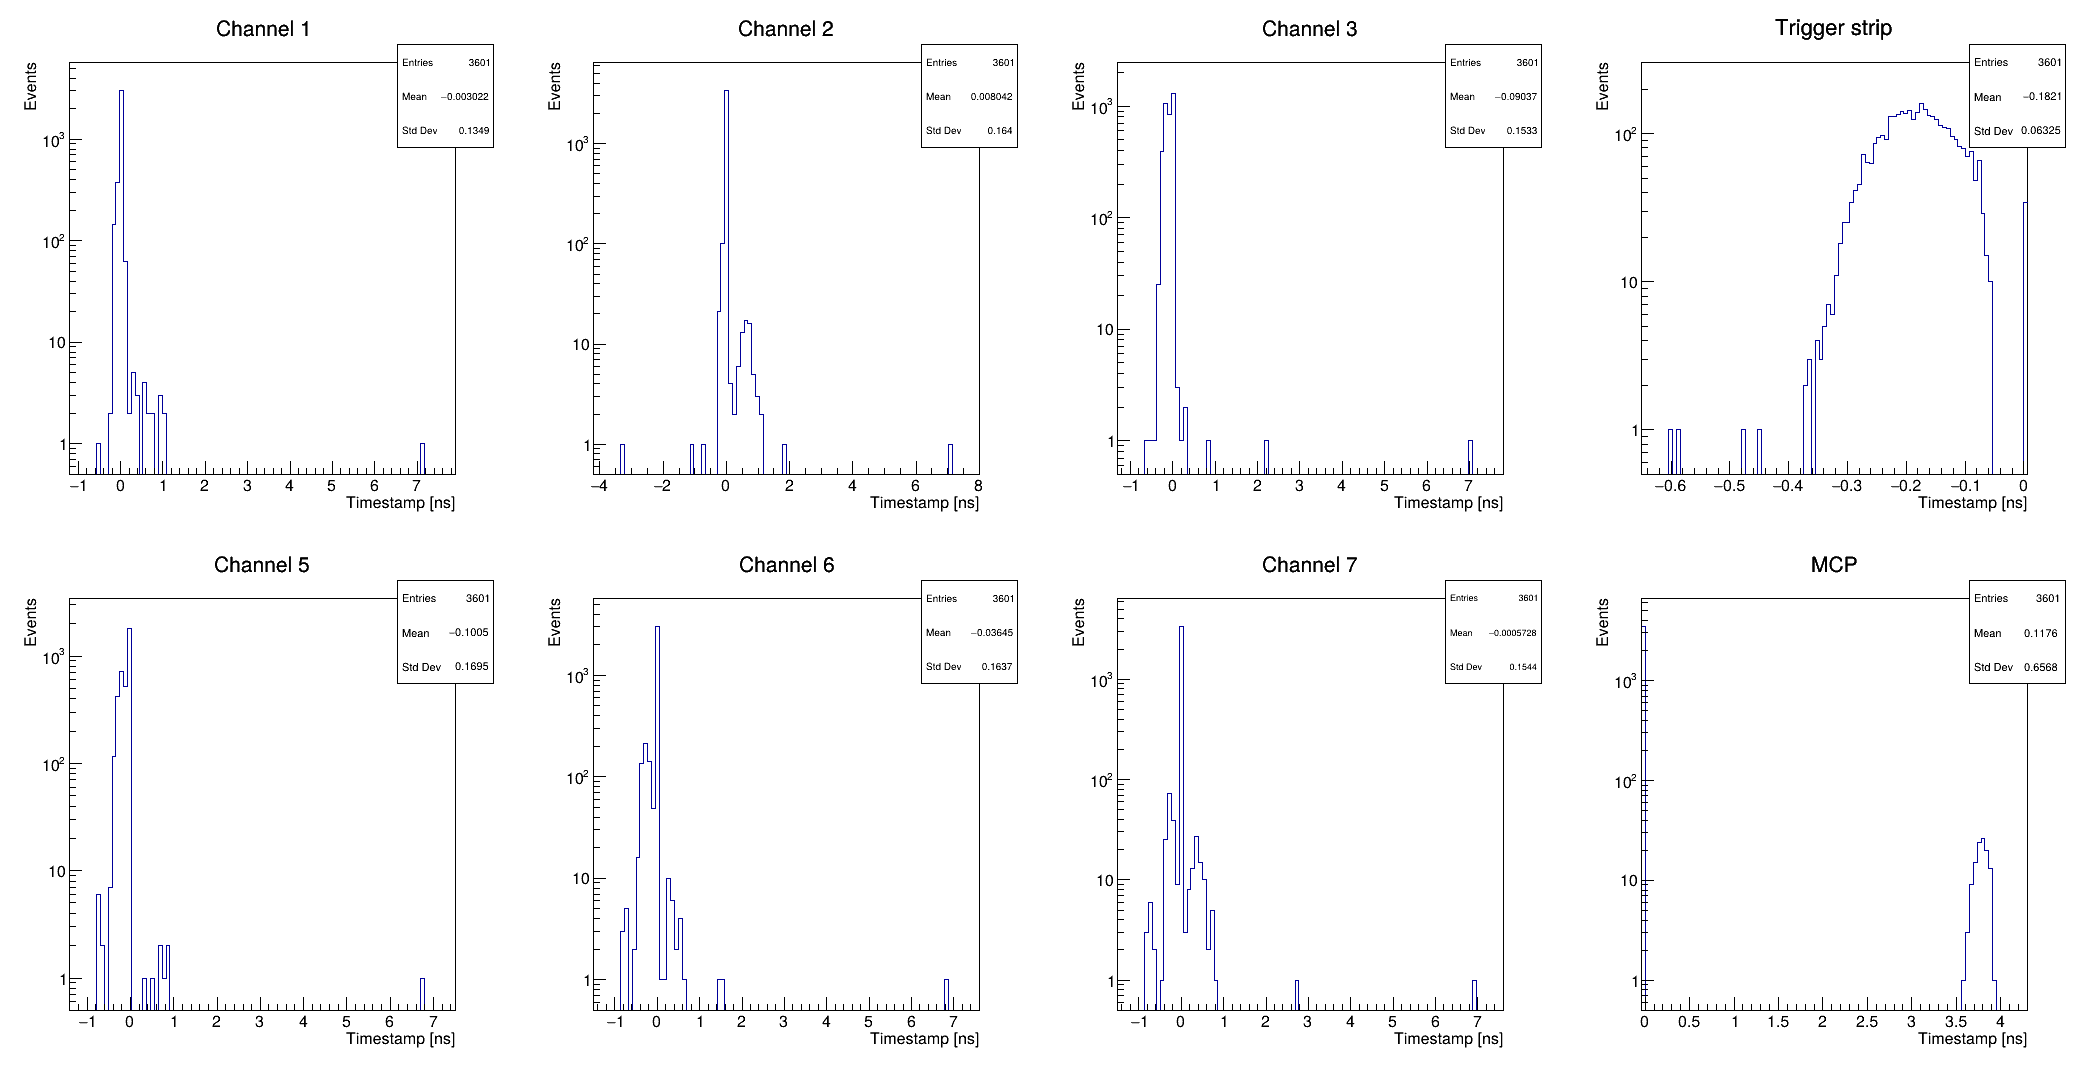 Channel 1
Events
Entries 3601
Mean −0.003022
Std Dev 0.1349
10³
10²
10
1
−1 0 1 2 3 4 5 6 7
Timestamp [ns]
Channel 2
Events
Entries 3601
Mean 0.008042
Std Dev 0.164
10³
10²
10
1
−4 −2 0 2 4 6 8
Timestamp [ns]
Channel 3
Events
Entries 3601
Mean −0.09037
Std Dev 0.1533
10³
10²
10
1
−1 0 1 2 3 4 5 6 7
Timestamp [ns]
Trigger strip
Events
Entries 3601
Mean −0.1821
Std Dev 0.06325
10²
10
1
−0.6 −0.5 −0.4 −0.3 −0.2 −0.1 0
Timestamp [ns]
Channel 5
Events
Entries 3601
Mean −0.1005
Std Dev 0.1695
10³
10²
10
1
−1 0 1 2 3 4 5 6 7
Timestamp [ns]
Channel 6
Events
Entries 3601
Mean −0.03645
Std Dev 0.1637
10³
10²
10
1
−1 0 1 2 3 4 5 6 7
Timestamp [ns]
Channel 7
Events
Entries 3601
Mean −0.0005728
Std Dev 0.1544
10³
10²
10
1
−1 0 1 2 3 4 5 6 7
Timestamp [ns]
MCP
Events
Entries 3601
Mean 0.1176
Std Dev 0.6568
10³
10²
10
1
0 0.5 1 1.5 2 2.5 3 3.5 4
Timestamp [ns]